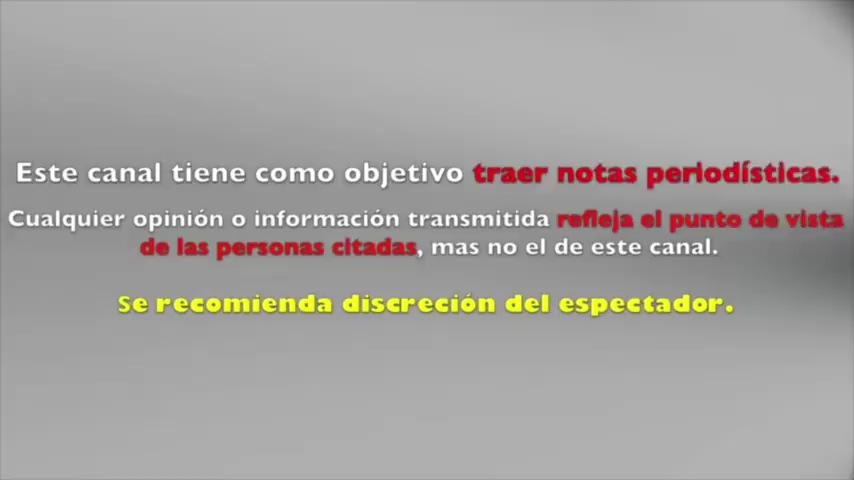 Este canal tiene como objetivo traer notas periodísticas.
Cualquier opinión o información transmitida refleja el punto de vista
de las personas citadas, mas no el de este canal.
Se recomienda discreción del espectador.